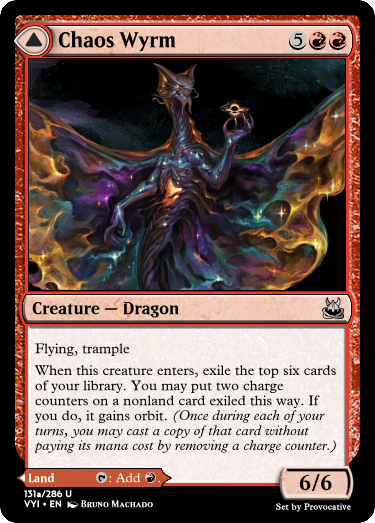 Chaos Wyrm 5
Creature — Dragon
Flying, trample
When this creature enters, exile the top six cards
of your library. You may put two charge
counters on a nonland card exiled this way. If
you do, it gains orbit. (Once during each of your
turns, you may cast a copy of that card without
paying its mana cost by removing a charge counter.)
Land : Add .
6/6
131a/286 U
VYI • EN Bruno Machado
Set by Provocative